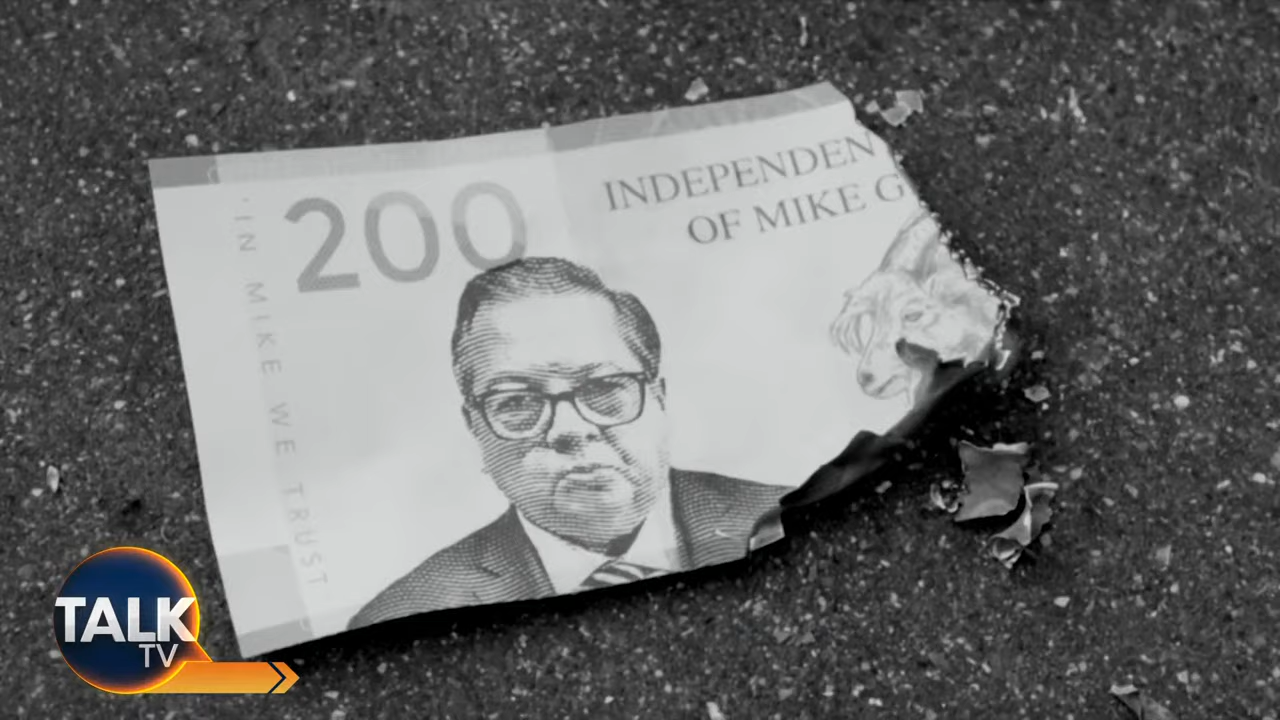 200
INDEPENDEN
OF MIKE G
'IN MIKE WE TRUST
TALK
TV